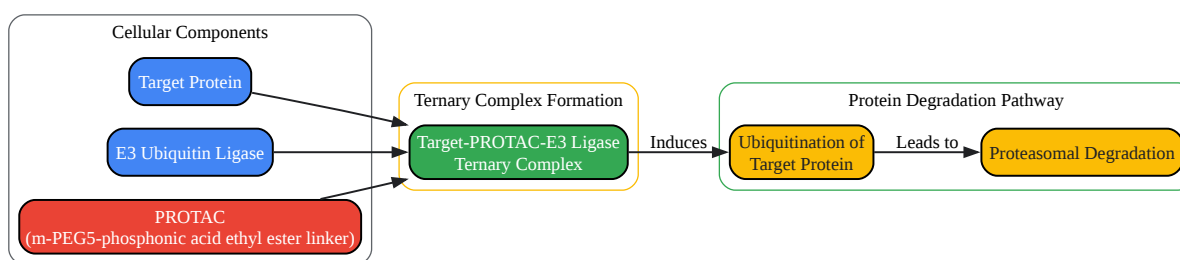 Cellular Components
Target Protein
E3 Ubiquitin Ligase
PROTAC
(m-PEG5-phosphonic acid ethyl ester linker)
Ternary Complex Formation
Target-PROTAC-E3 Ligase
Ternary Complex
Induces
Protein Degradation Pathway
Ubiquitination of
Target Protein
Leads to
Proteasomal Degradation